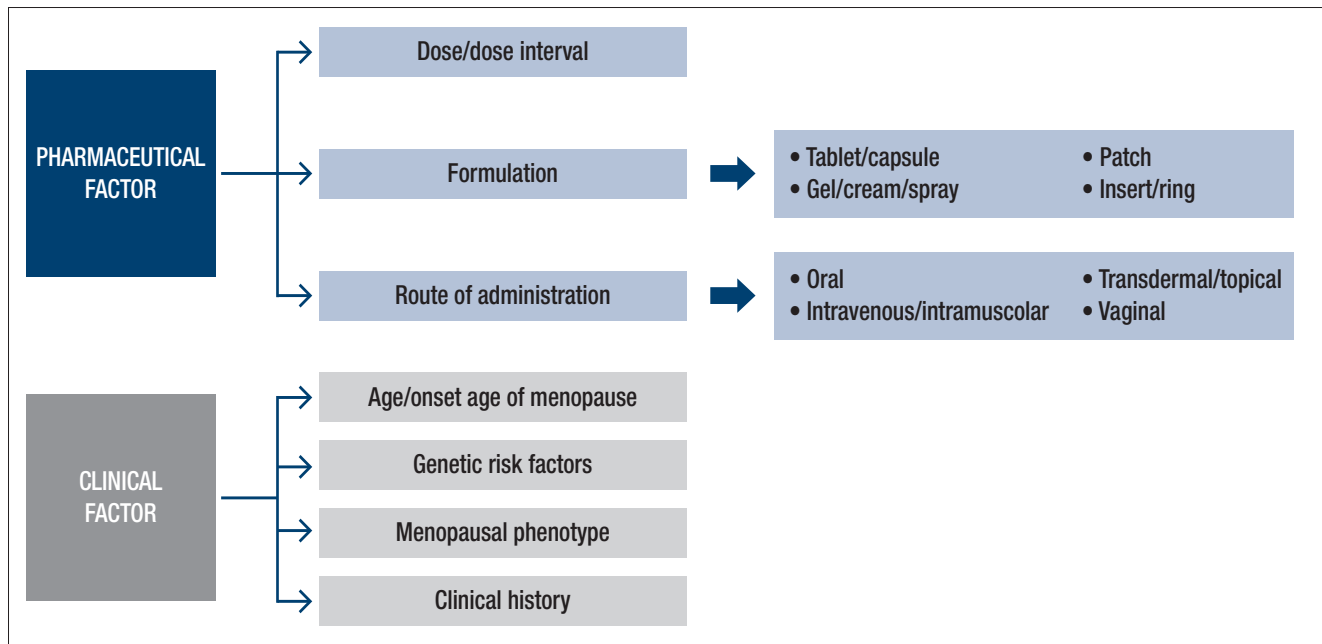 PHARMACEUTICAL
FACTOR
Dose/dose interval
Formulation
• Tablet/capsule
• Gel/cream/spray
• Patch
• Insert/ring
Route of administration
• Oral
• Intravenous/intramuscolar
• Transdermal/topical
• Vaginal
CLINICAL
FACTOR
Age/onset age of menopause
Genetic risk factors
Menopausal phenotype
Clinical history